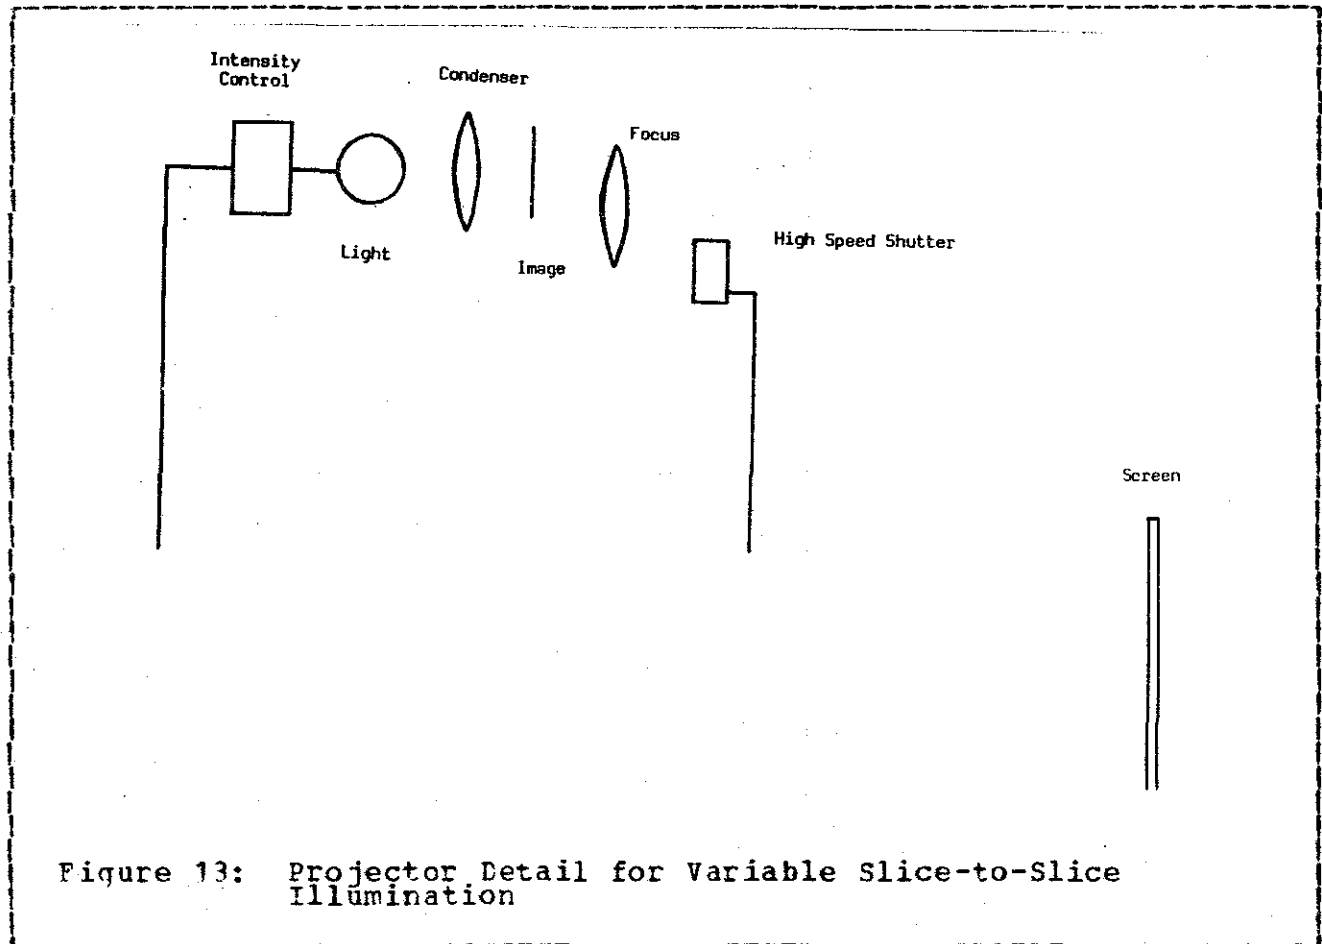 Intensity
Control
Condenser
Focus
Light
Image
High Speed Shutter
Screen
Figure 13: Projector Detail for Variable Slice-to-Slice
Illumination